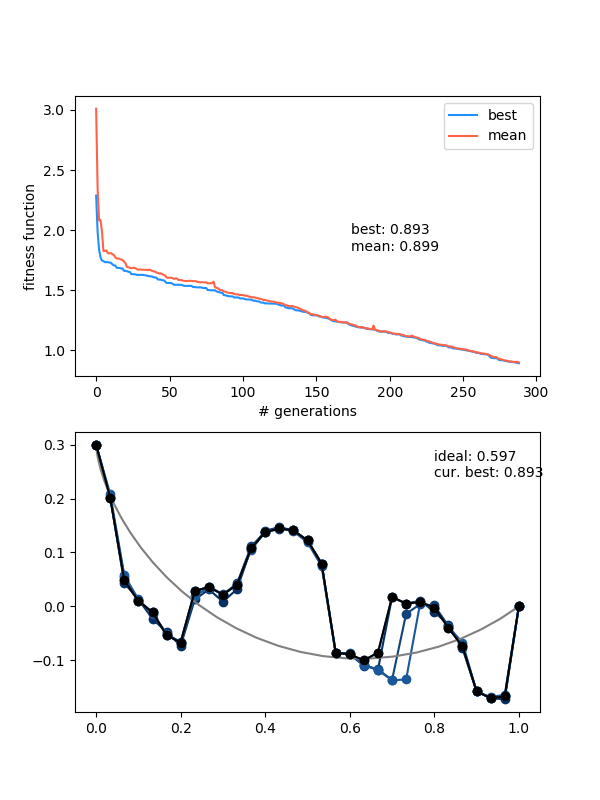 3.0
2.5
2.0
1.5
1.0
fitness function
best
mean
best: 0.893
mean: 0.899
0 50 100 150 200 250 300
# generations
0.3
0.2
0.1
0.0
−0.1
ideal: 0.597
cur. best: 0.893
0.0 0.2 0.4 0.6 0.8 1.0